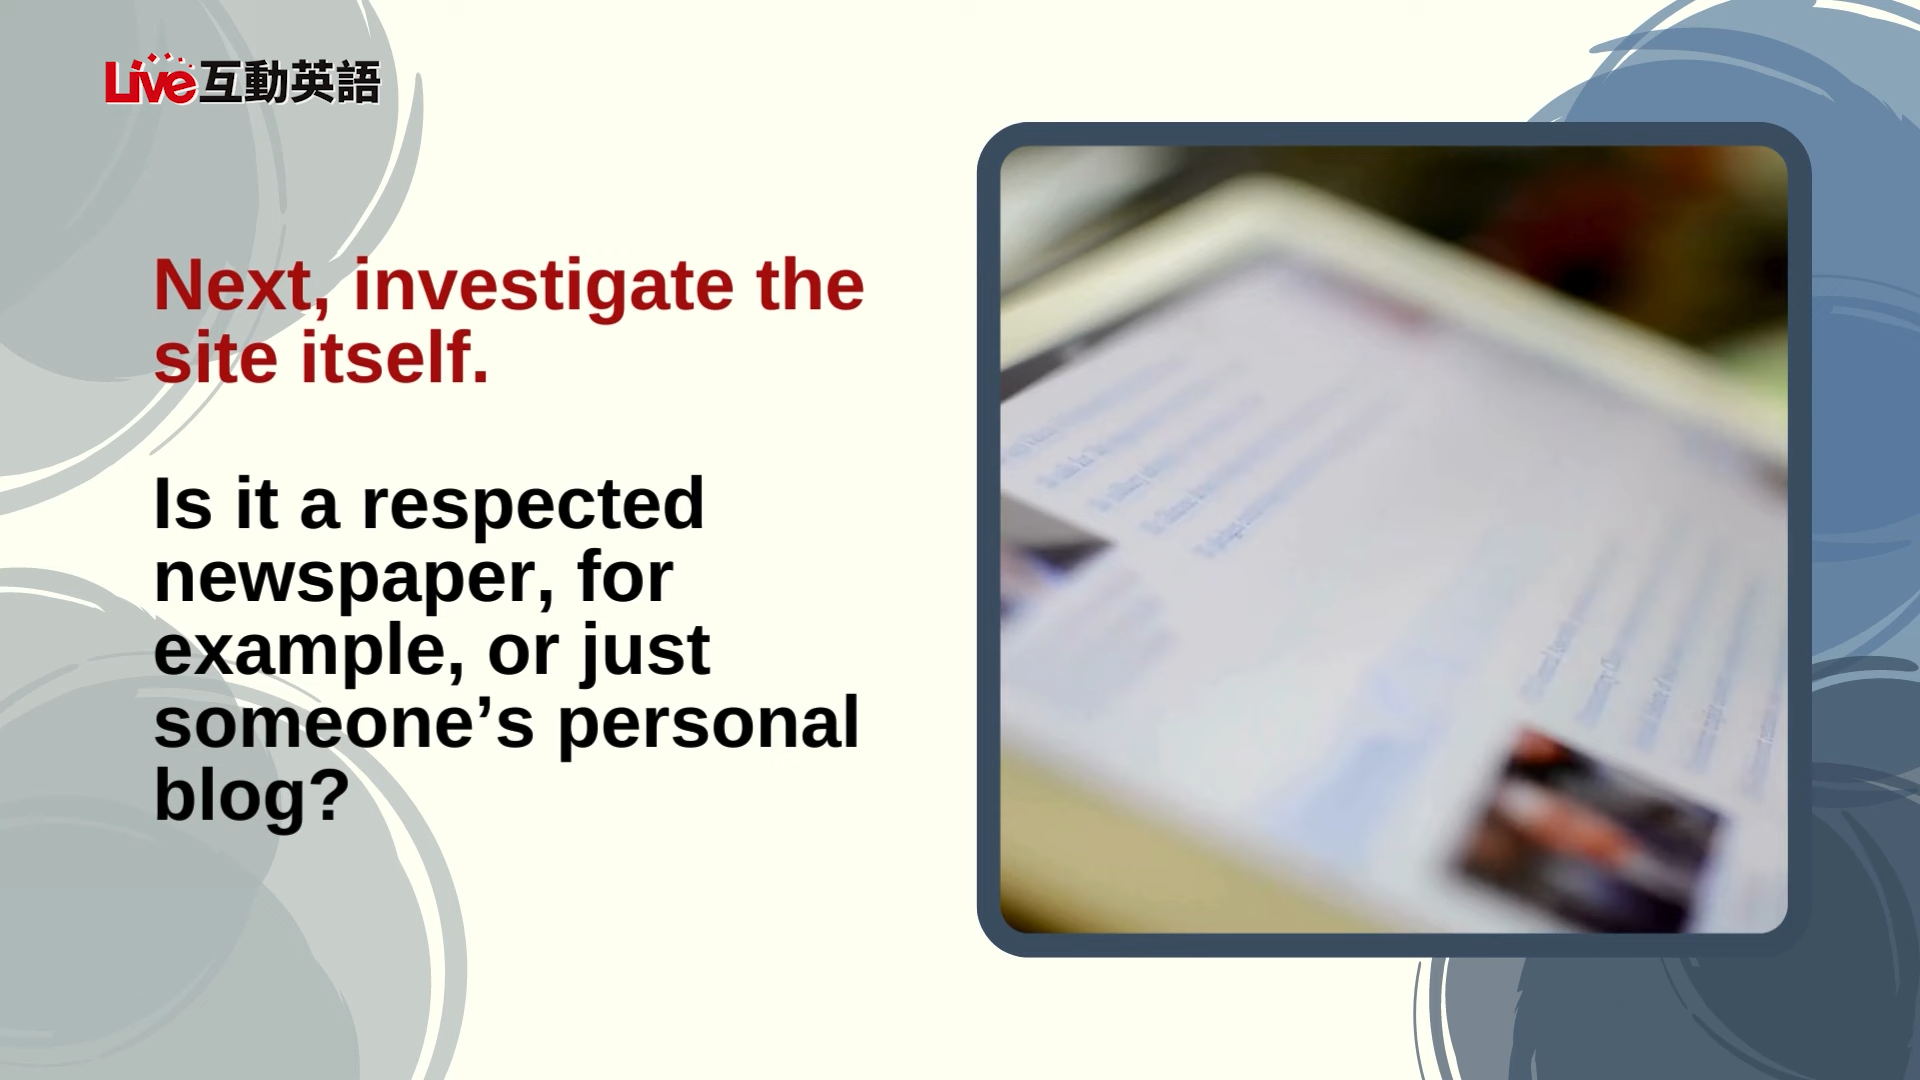 Live互動英語
Next, investigate the
site itself.
Is it a respected
newspaper, for
example, or just
someone’s personal
blog?